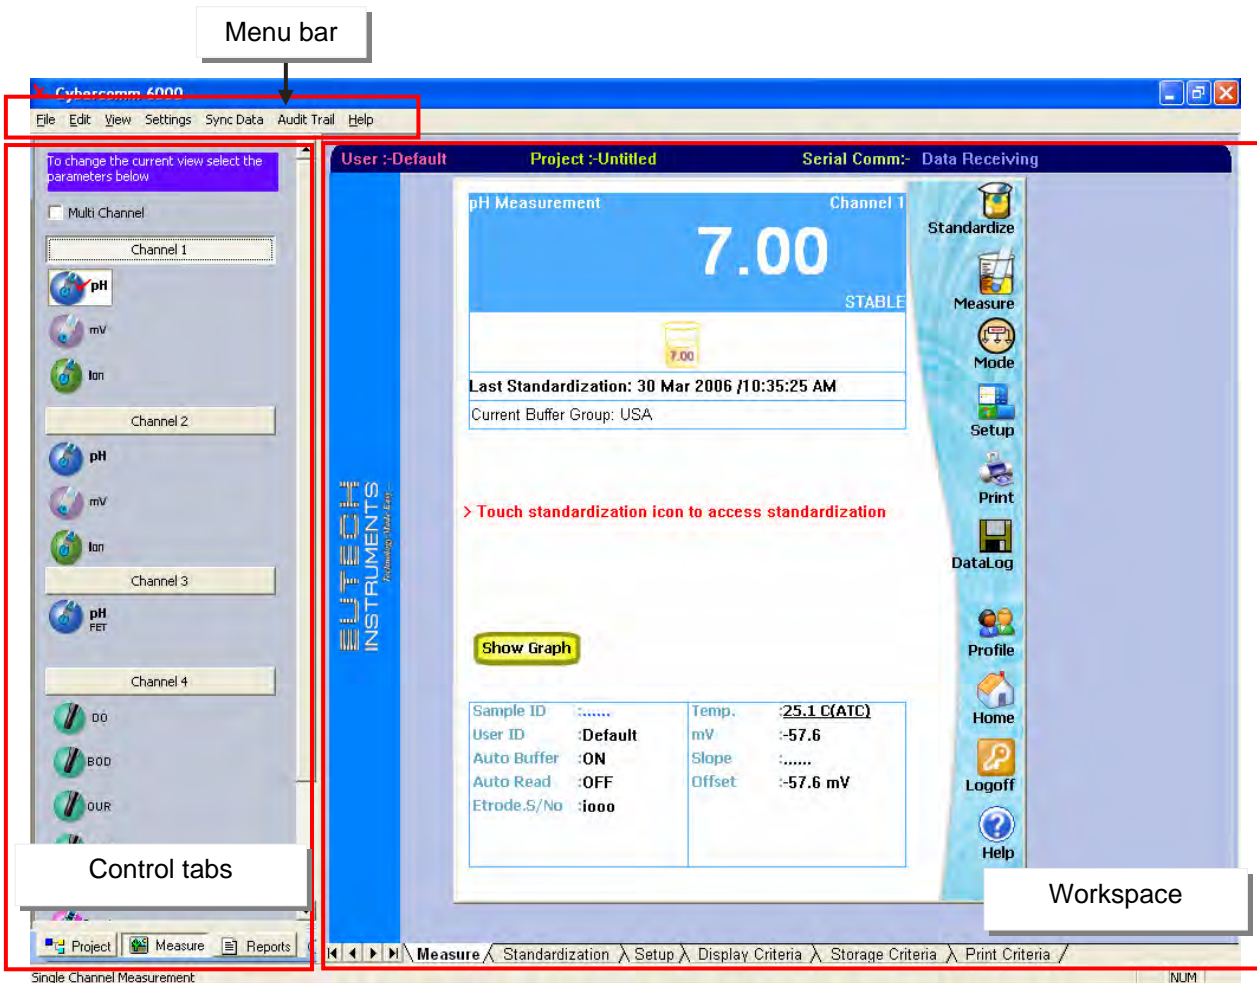 Menu bar
Cybercomm 6000
File Edit View Settings Sync Data Audit Trail Help
To change the current view select the
parameters below
Multi Channel
Channel 1
pH
mV
Ion
Channel 2
pH
mV
Ion
Channel 3
pH
FET
Channel 4
DO
BOD
OUR
Control tabs
Project Measure Reports
Single Channel Measurement
User :-Default Project :-Untitled Serial Comm:- Data Receiving
EUTECH
INSTRUMENTS
Technology Made Easy...
pH Measurement Channel 1
7.00
STABLE
7.00
Last Standardization: 30 Mar 2006 /10:35:25 AM
Current Buffer Group: USA
> Touch standardization icon to access standardization
Show Graph
Sample ID :...... Temp. :25.1 C(ATC)
User ID :Default mV :-57.6
Auto Buffer :ON Slope :......
Auto Read :OFF Offset :-57.6 mV
Etrode.S/No :iooo
Standardize
Measure
Mode
Setup
Print
DataLog
Profile
Home
Logoff
Help
Workspace
Measure Standardization Setup Display Criteria Storage Criteria Print Criteria
NUM